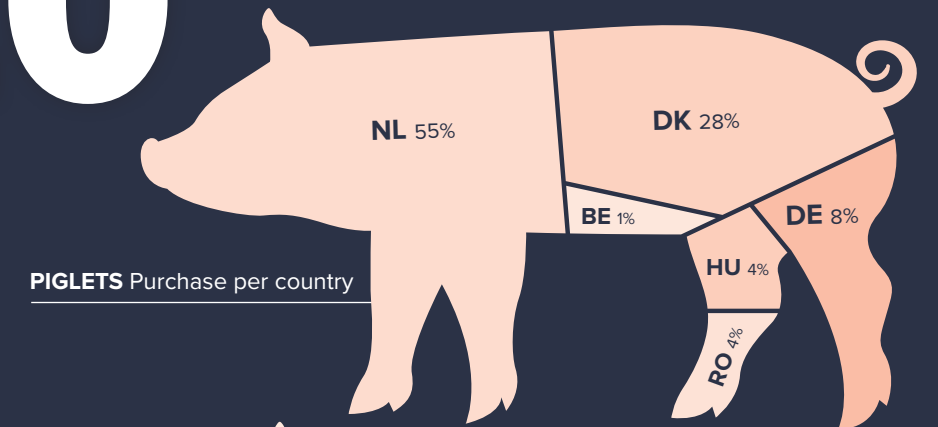 NL 55%
DK 28%
BE 1%
DE 8%
HU 4%
RO 4%
PIGLETS Purchase per country